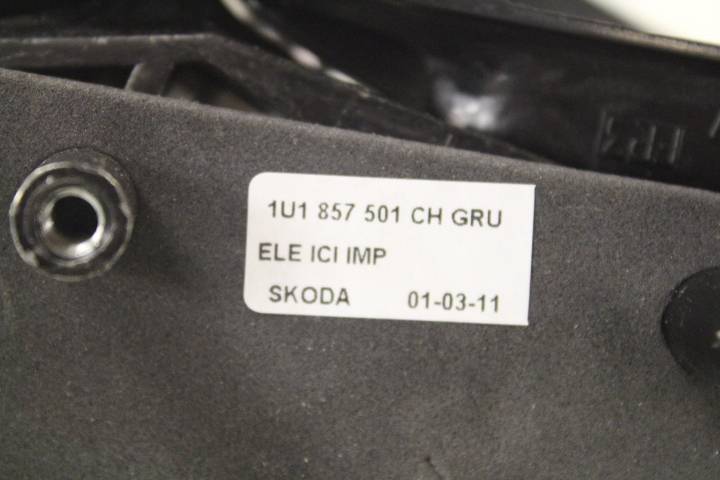 1U1 857 501 CH GRU
ELE ICI IMP
SKODA 01-03-11